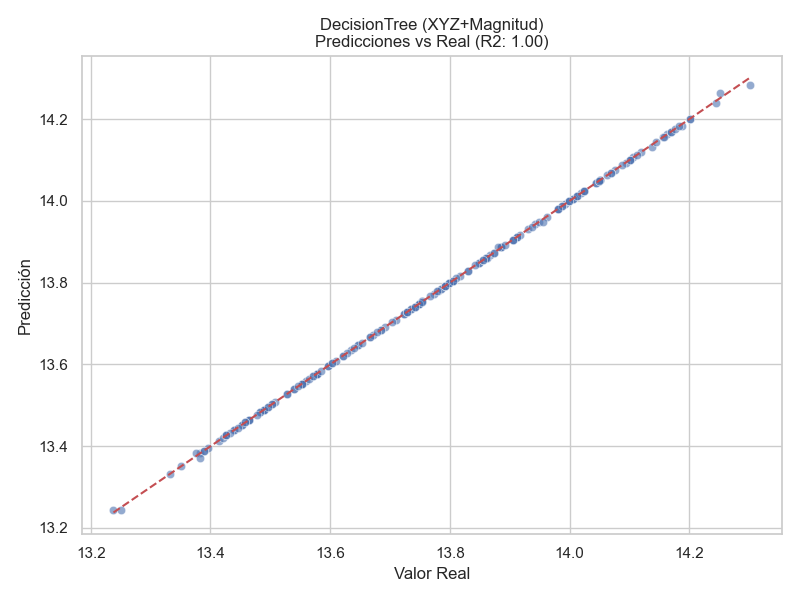 DecisionTree (XYZ+Magnitud)
Predicciones vs Real (R2: 1.00)
Predicción
14.2
14.0
13.8
13.6
13.4
13.2
13.2 13.4 13.6 13.8 14.0 14.2
Valor Real